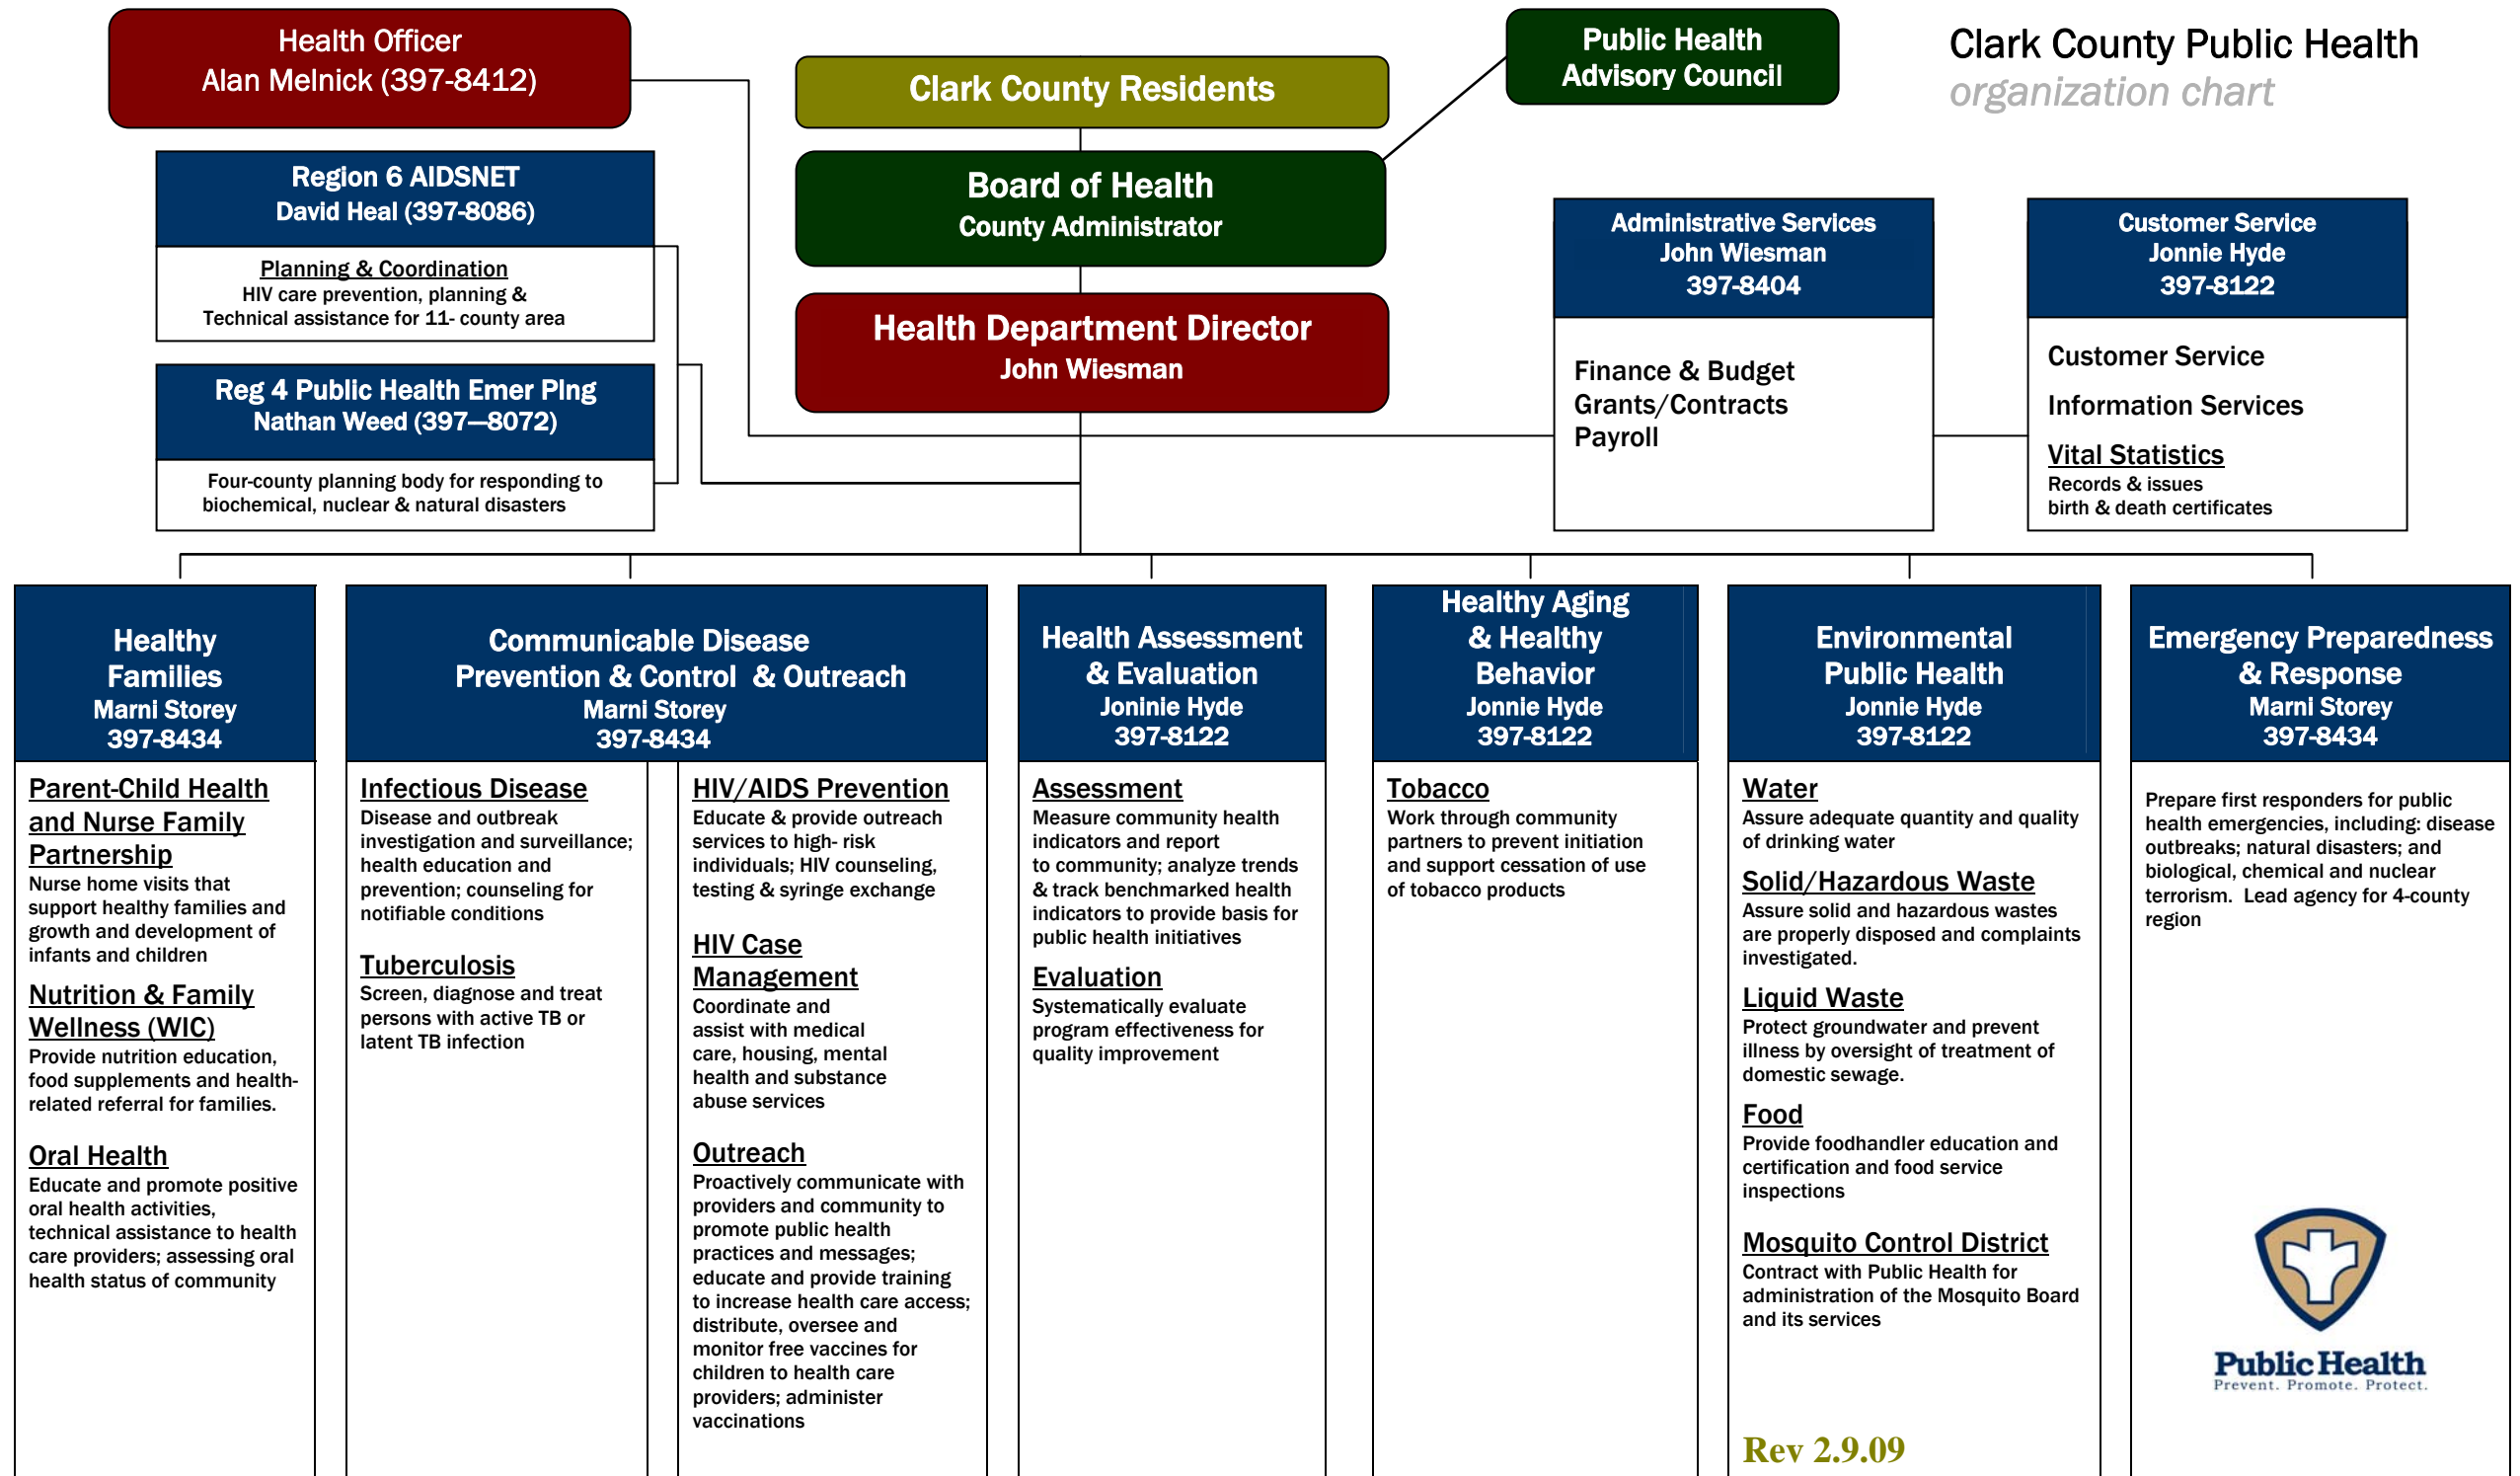 Health Officer
Alan Melnick (397-8412)
Clark County Residents
Public Health
Advisory Council
Clark County Public Health
organization chart
Region 6 AIDSNET
David Heal (397-8086)
Planning & Coordination
HIV care prevention, planning &
Technical assistance for 11- county area
Board of Health
County Administrator
Health Department Director
John Wiesman
Reg 4 Public Health Emer Plng
Nathan Weed (397—8072)
Four-county planning body for responding to
biochemical, nuclear & natural disasters
Administrative Services
John Wiesman
397-8404
Finance & Budget
Grants/Contracts
Payroll
Customer Service
Jonnie Hyde
397-8122
Customer Service
Information Services
Vital Statistics
Records & issues
birth & death certificates
Healthy
Families
Marni Storey
397-8434
Parent-Child Health
and Nurse Family
Partnership
Nurse home visits that
support healthy families and
growth and development of
infants and children
Nutrition & Family
Wellness (WIC)
Provide nutrition education,
food supplements and health-
related referral for families.
Oral Health
Educate and promote positive
oral health activities,
technical assistance to health
care providers; assessing oral
health status of community
Communicable Disease
Prevention & Control  & Outreach
Marni Storey
397-8434
Infectious Disease
Disease and outbreak
investigation and surveillance;
health education and
prevention; counseling for
notifiable conditions
Tuberculosis
Screen, diagnose and treat
persons with active TB or
latent TB infection
HIV/AIDS Prevention
Educate & provide outreach
services to high- risk
individuals; HIV counseling,
testing & syringe exchange
HIV Case
Management
Coordinate and
assist with medical
care, housing, mental
health and substance
abuse services
Outreach
Proactively communicate with
providers and community to
promote public health
practices and messages;
educate and provide training
to increase health care access;
distribute, oversee and
monitor free vaccines for
children to health care
providers; administer
vaccinations
Health Assessment
& Evaluation
Joninie Hyde
397-8122
Assessment
Measure community health
indicators and report
to community; analyze trends
& track benchmarked health
indicators to provide basis for
public health initiatives
Evaluation
Systematically evaluate
program effectiveness for
quality improvement
Healthy Aging
& Healthy
Behavior
Jonnie Hyde
397-8122
Tobacco
Work through community
partners to prevent initiation
and support cessation of use
of tobacco products
Environmental
Public Health
Jonnie Hyde
397-8122
Water
Assure adequate quantity and quality
of drinking water
Solid/Hazardous Waste
Assure solid and hazardous wastes
are properly disposed and complaints
investigated.
Liquid Waste
Protect groundwater and prevent
illness by oversight of treatment of
domestic sewage.
Food
Provide foodhandler education and
certification and food service
inspections
Mosquito Control District
Contract with Public Health for
administration of the Mosquito Board
and its services
Rev 2.9.09
Emergency Preparedness
& Response
Marni Storey
397-8434
Prepare first responders for public
health emergencies, including: disease
outbreaks; natural disasters; and
biological, chemical and nuclear
terrorism.  Lead agency for 4-county
region
Public Health
Prevent. Promote. Protect.